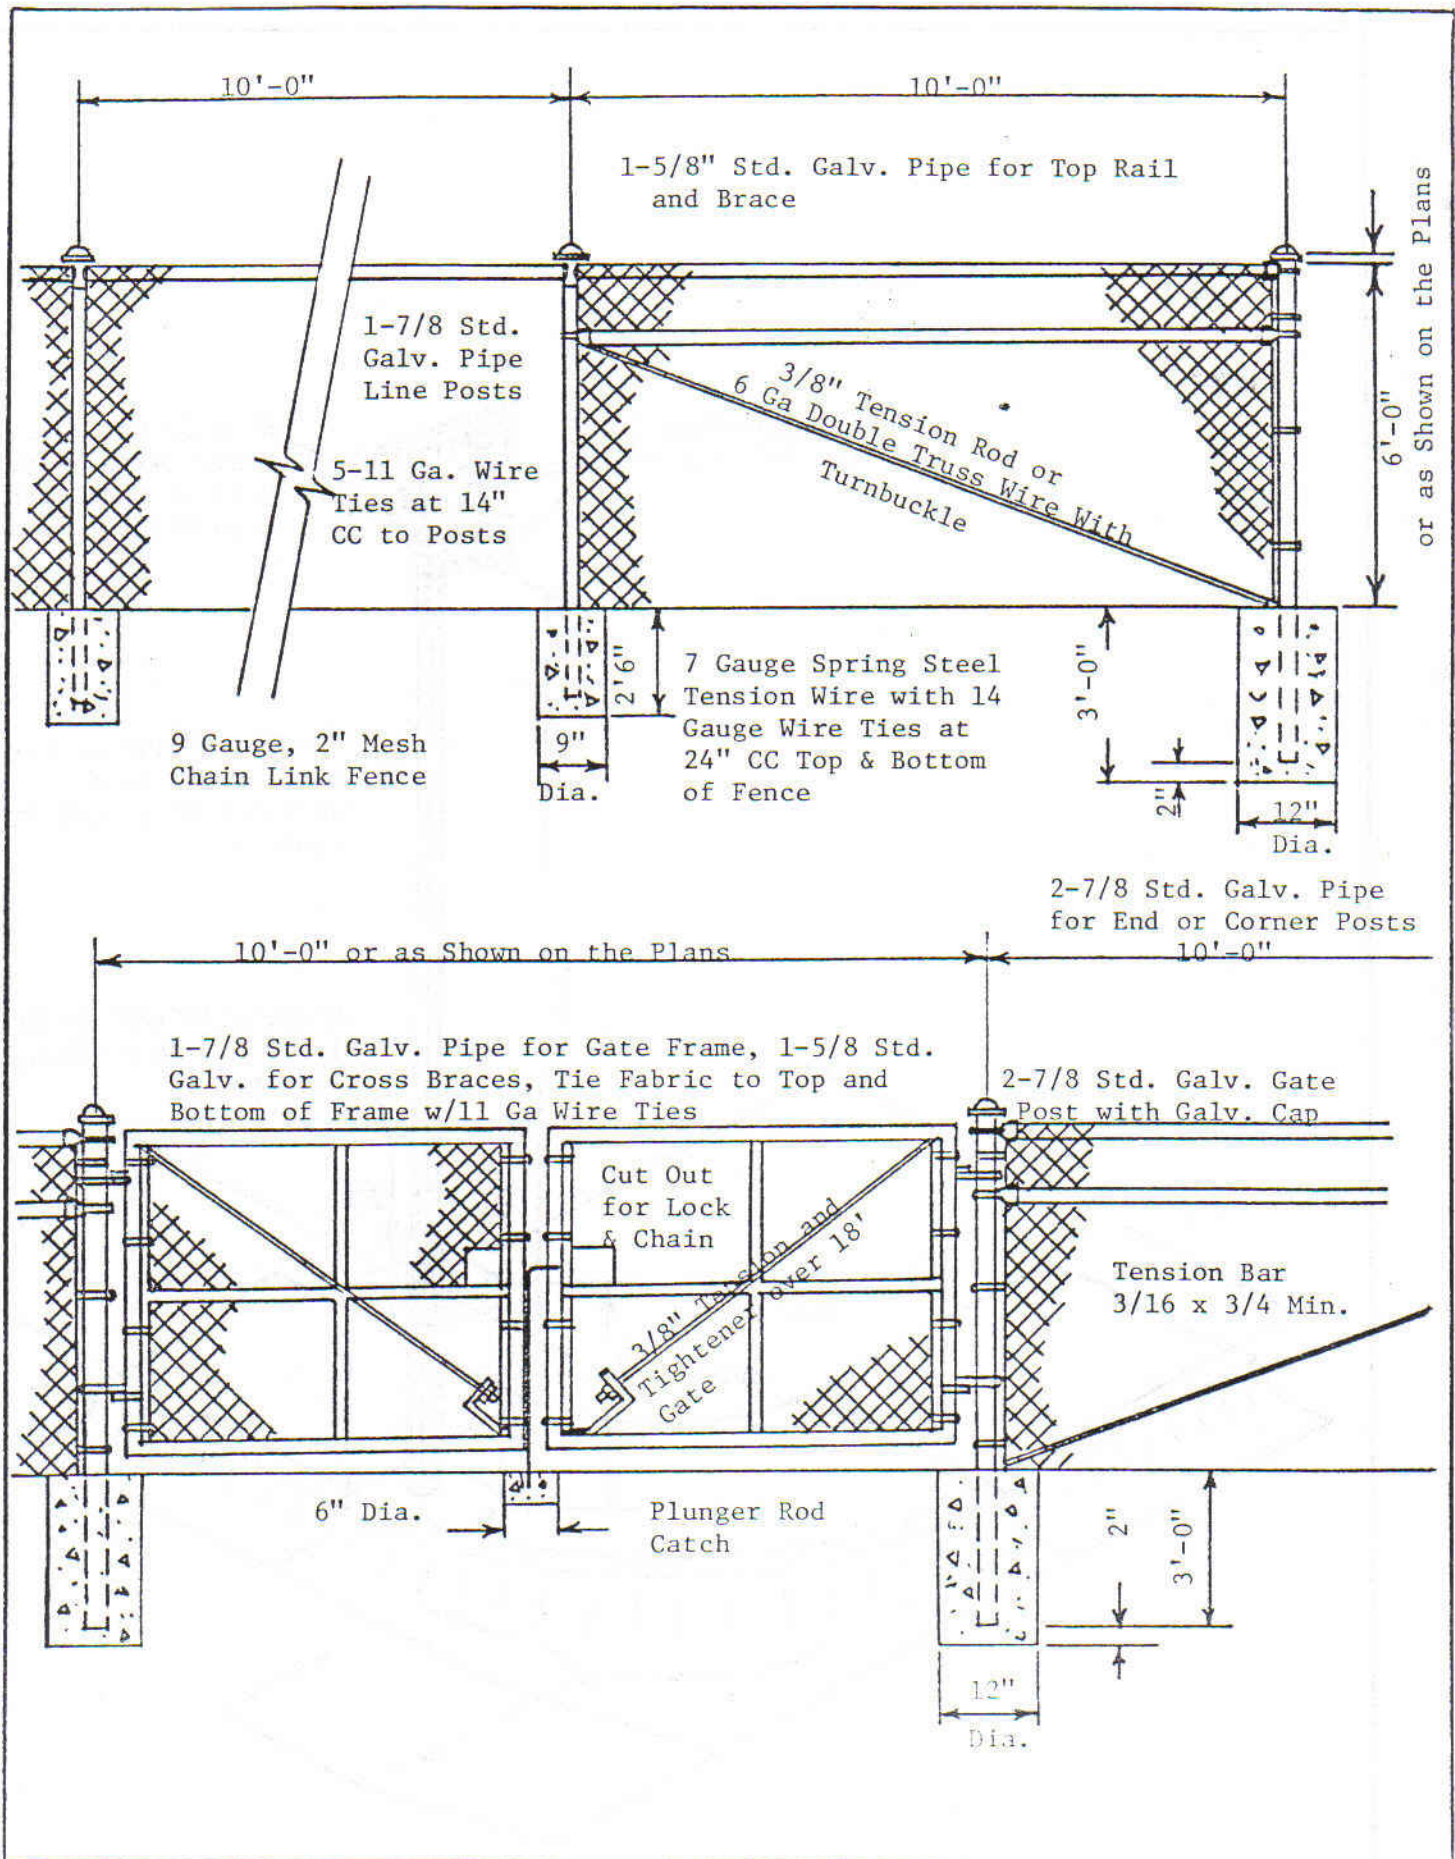 10'-0"
10'-0"
1-5/8" Std. Galv. Pipe for Top Rail
and Brace
1-7/8 Std.
Galv. Pipe
Line Posts
5-11 Ga. Wire
Ties at 14"
CC to Posts
3/8" Tension Rod or
6 Ga Double Truss Wire With
Turnbuckle
6'-0"
or as Shown on the Plans
2'6"
9"
Dia.
9 Gauge, 2" Mesh
Chain Link Fence
7 Gauge Spring Steel
Tension Wire with 14
Gauge Wire Ties at
24" CC Top & Bottom
of Fence
3'-0"
2"
12"
Dia.
2-7/8 Std. Galv. Pipe
for End or Corner Posts
10'-0" or as Shown on the Plans
10'-0"
1-7/8 Std. Galv. Pipe for Gate Frame, 1-5/8 Std.
Galv. for Cross Braces, Tie Fabric to Top and
Bottom of Frame w/11 Ga Wire Ties
2-7/8 Std. Galv. Gate
Post with Galv. Cap
Cut Out
for Lock
& Chain
3/8" Tension and
Tightener over 18'
Gate
Tension Bar
3/16 x 3/4 Min.
6" Dia.
Plunger Rod
Catch
2"
3'-0"
12"
Dia.